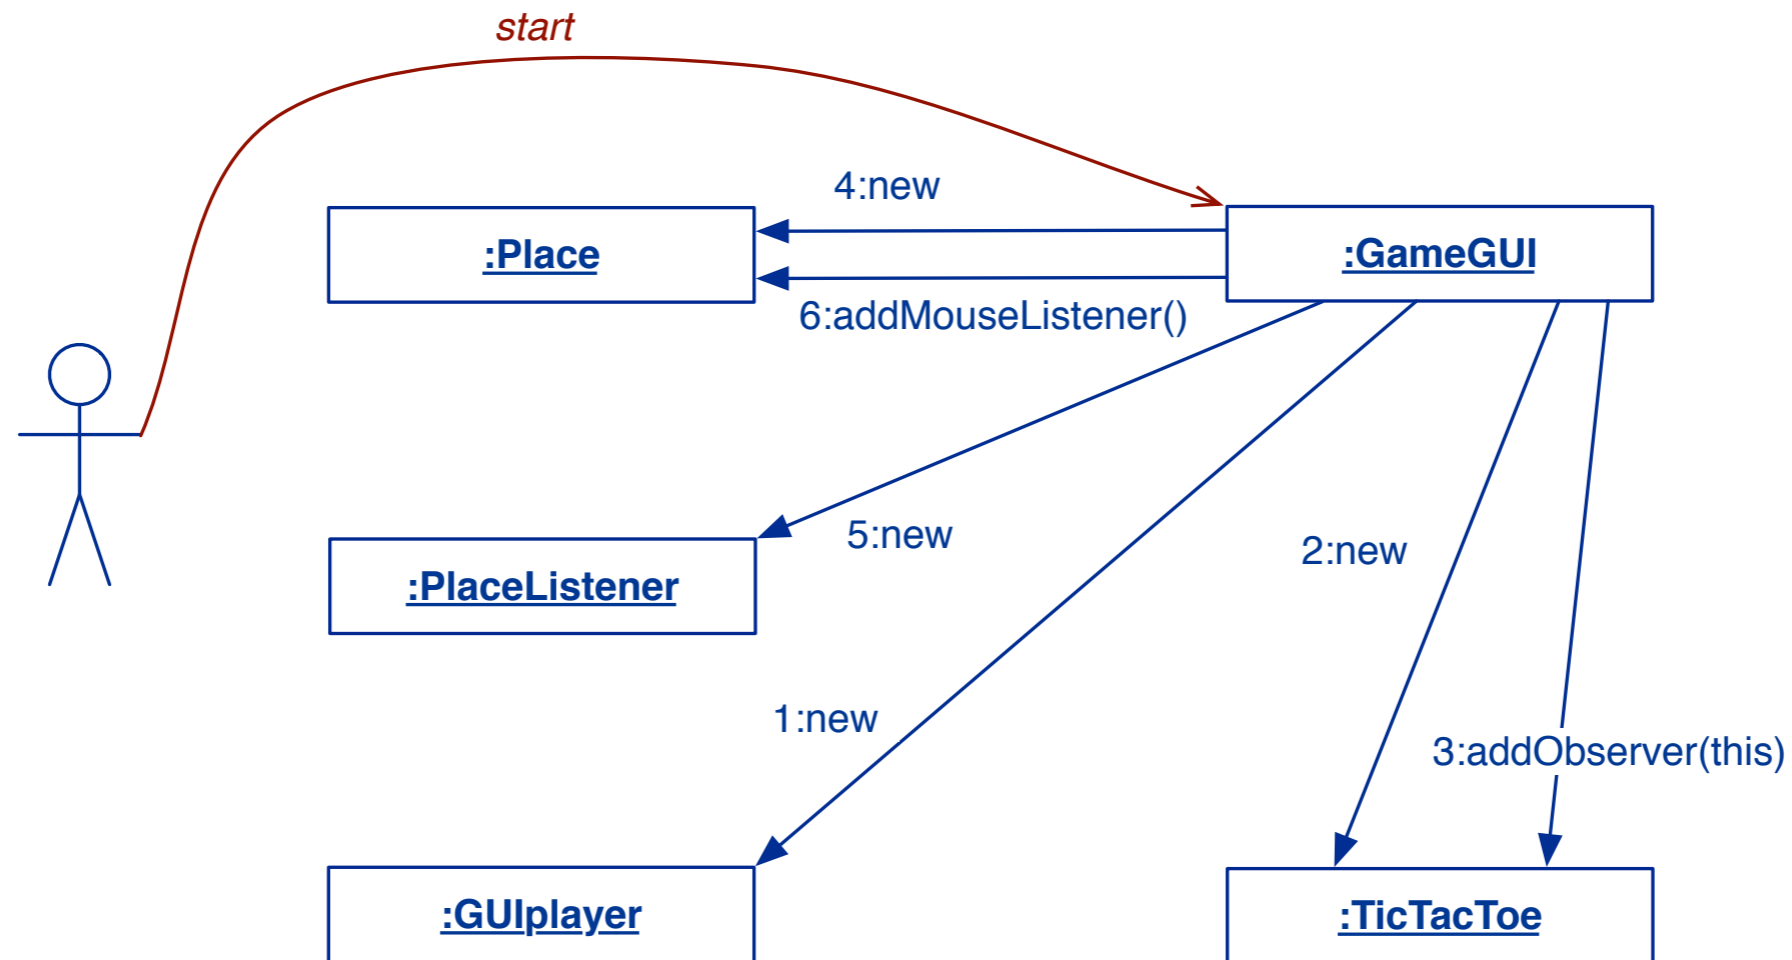 start
4:new
:Place
:GameGUI
6:addMouseListener()
5:new
2:new
:PlaceListener
1:new
3:addObserver(this)
:GUIplayer
:TicTacToe